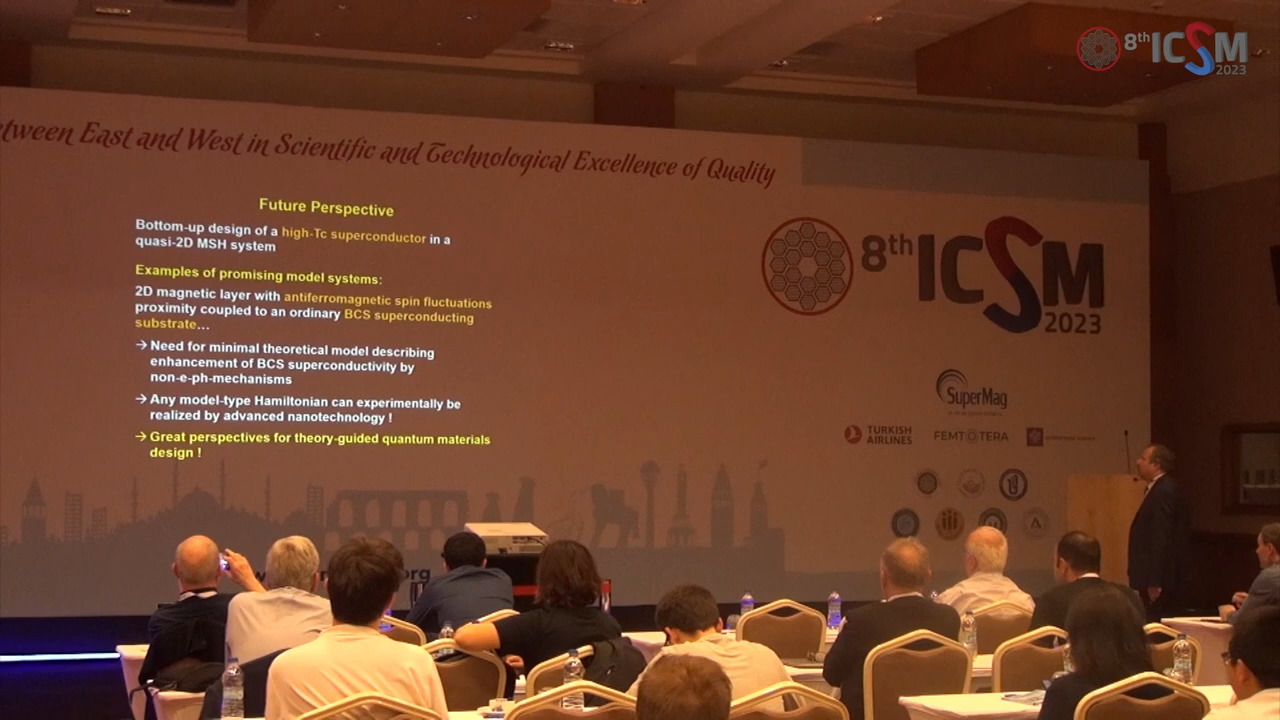 8th ICSM
2023
etween East and West in Scientific and Technological Excellence of Quality
Future Perspective
Bottom-up design of a high-Tc superconductor in a
quasi-2D MSH system
Examples of promising model systems:
2D magnetic layer with antiferromagnetic spin fluctuations
proximity coupled to an ordinary BCS superconducting
substrate...
→ Need for minimal theoretical model describing
enhancement of BCS superconductivity by
non-e-ph-mechanisms
→ Any model-type Hamiltonian can experimentally be
realized by advanced nanotechnology !
→ Great perspectives for theory-guided quantum materials
design !
8th ICSM
2023
SuperMag
TURKISH
AIRLINES
FEMTOTERA